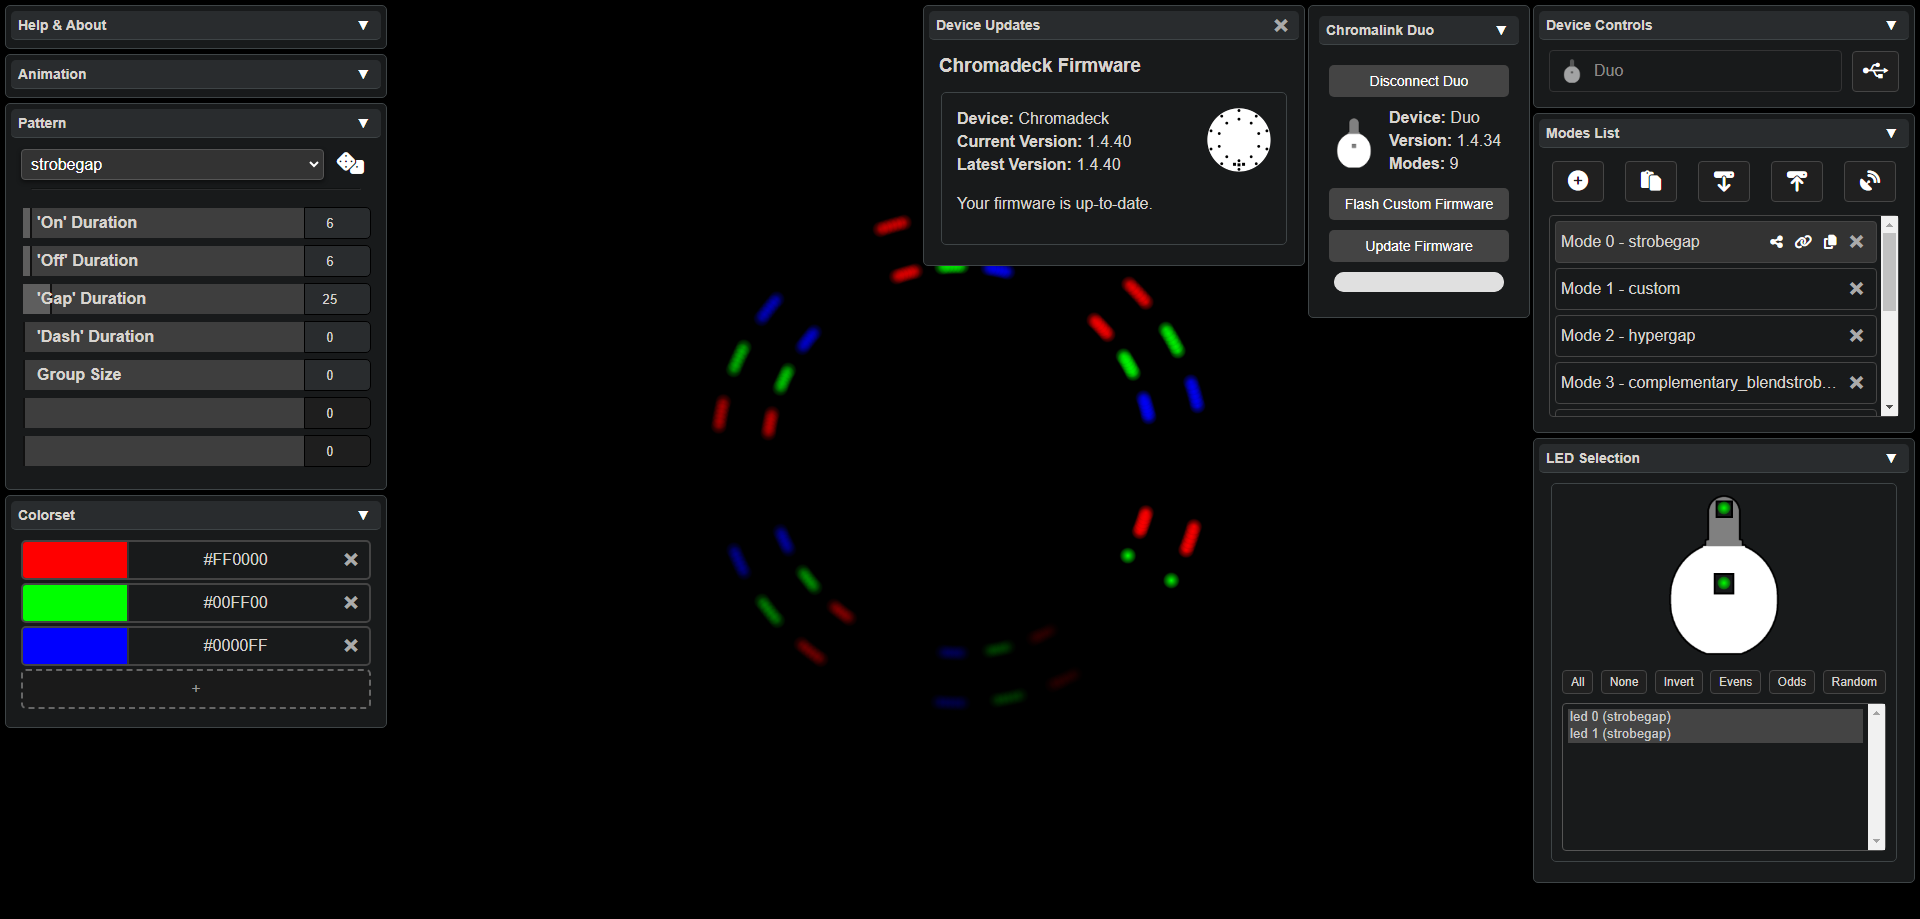 Help & About ▼
Animation ▼
Pattern ▼
strobegap
'On' Duration 6
'Off' Duration 6
'Gap' Duration 25
'Dash' Duration 0
Group Size 0
0
0
Colorset ▼
#FF0000
#00FF00
#0000FF
+
Device Updates
Chromadeck Firmware
Device: Chromadeck
Current Version: 1.4.40
Latest Version: 1.4.40
Your firmware is up-to-date.
Chromalink Duo ▼
Disconnect Duo
Device: Duo
Version: 1.4.34
Modes: 9
Flash Custom Firmware
Update Firmware
Device Controls ▼
Duo
Modes List ▼
Mode 0 - strobegap
Mode 1 - custom
Mode 2 - hypergap
Mode 3 - complementary_blendstrob...
LED Selection ▼
All None Invert Evens Odds Random
led 0 (strobegap)
led 1 (strobegap)